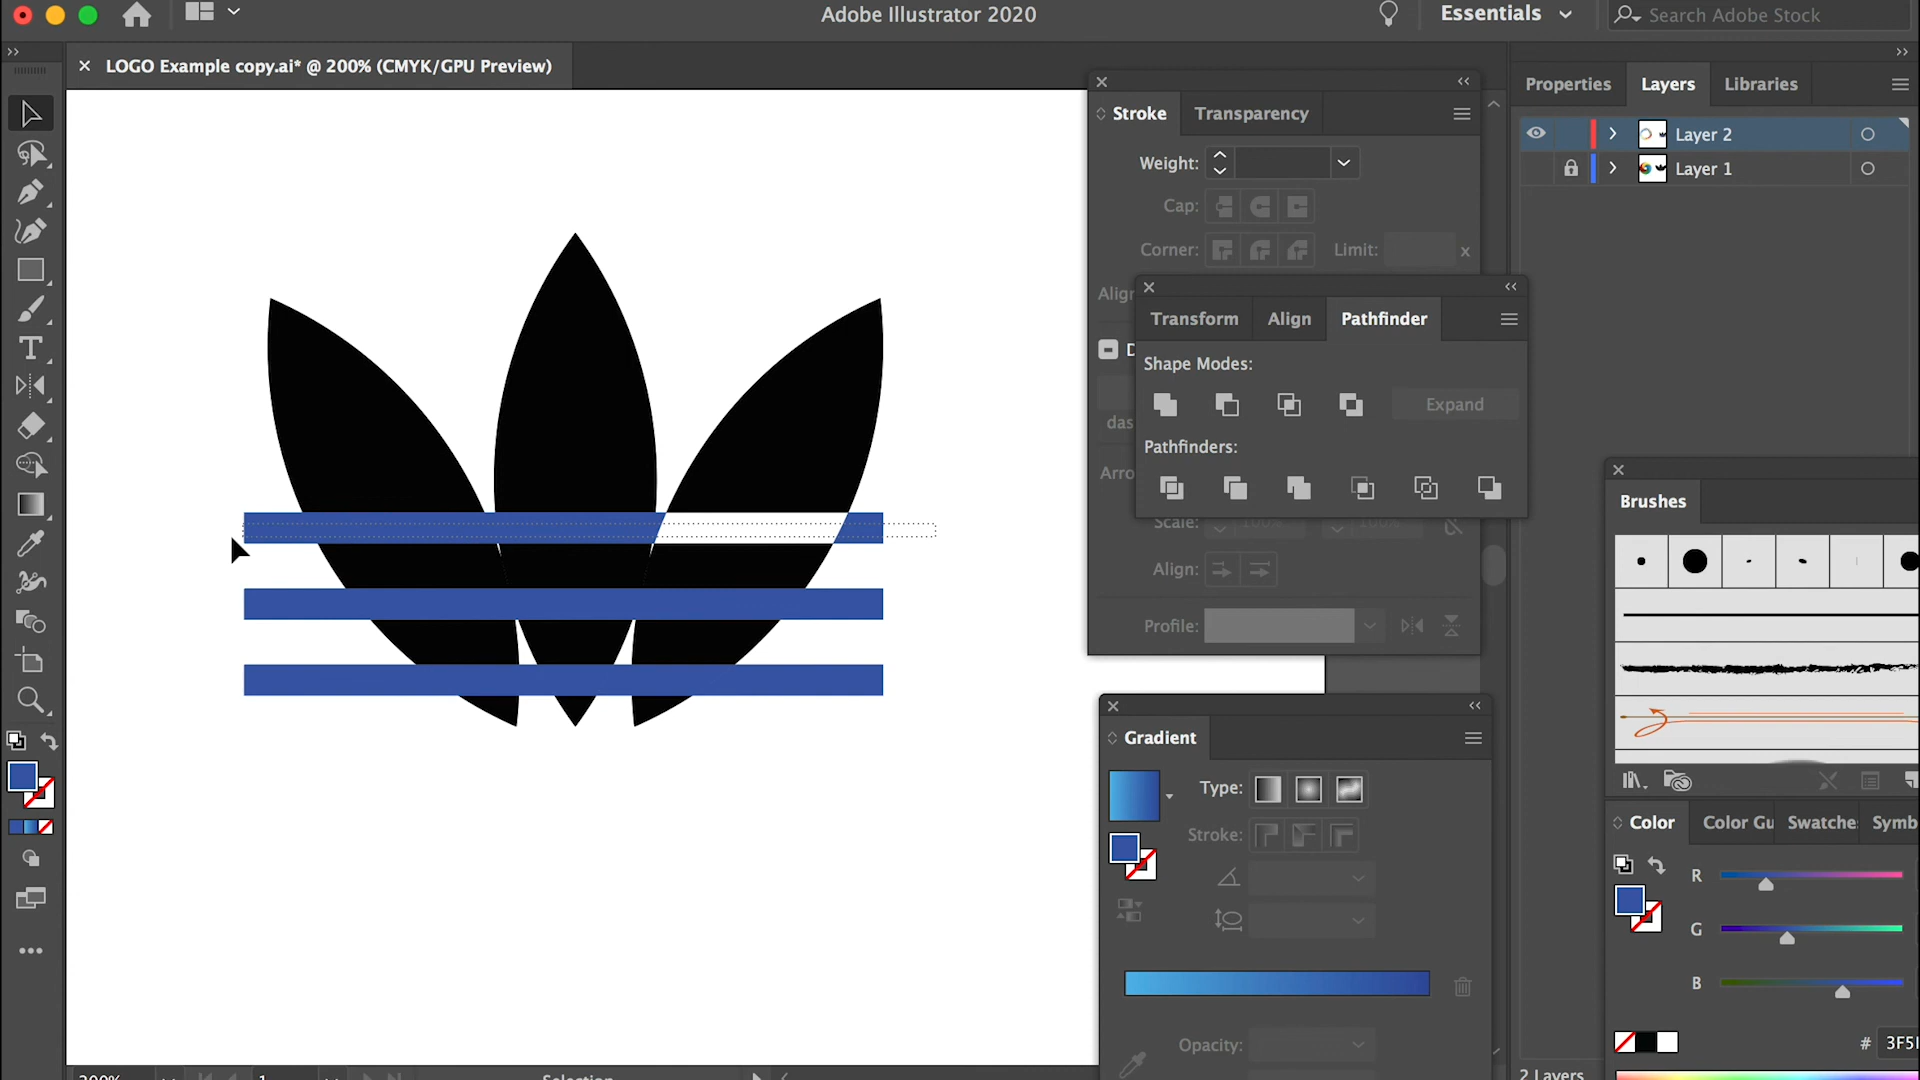 Adobe Illustrator 2020
Essentials
Search Adobe Stock
LOGO Example copy.ai* @ 200% (CMYK/GPU Preview)
Stroke
Transparency
Weight:
Cap:
Corner:
Limit:
x
Align
D
das
Arro
Scale:
100%
100%
Align:
Profile:
Transform
Align
Pathfinder
Shape Modes:
Expand
Pathfinders:
Properties
Layers
Libraries
Layer 2
Layer 1
Brushes
Gradient
Type:
Stroke:
Opacity:
Color
Color Gu
Swatche
Symb
R
G
B
# 3F5
200%
1
Selection
2 Layers